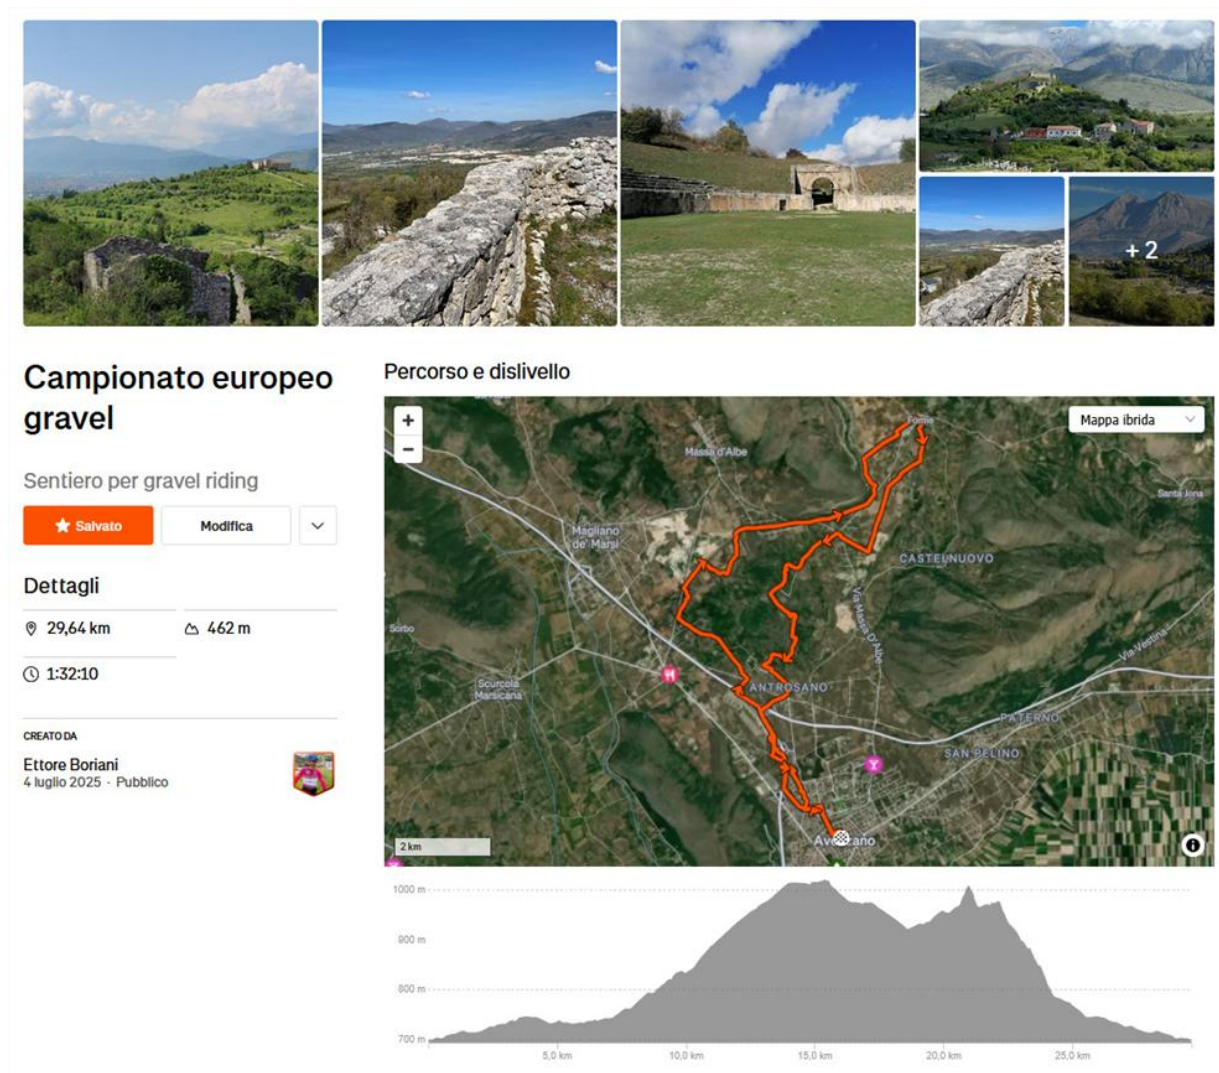 + 2
Campionato europeo
gravel
Sentiero per gravel riding
Salvato
Modifica
Dettagli
29,64 km
462 m
1:32:10
CREATO DA
Ettore Boriani
4 luglio 2025 · Pubblico
Percorso e dislivello
+
−
Mappa ibrida
Forme
Massa d'Albe
Santa Jona
Magliano
de' Marsi
CASTELNUOVO
Via Massa D'Albe
Sorbo
Via Vestina
Scurcola
Marsicana
ANTROSANO
PATERNO
SAN PELINO
Avezzano
2 km
1000 m
900 m
800 m
700 m
5,0 km
10,0 km
15,0 km
20,0 km
25,0 km